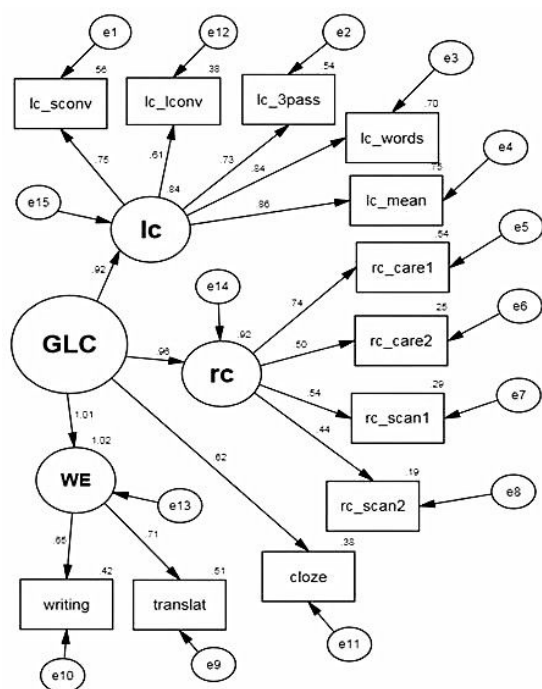 e1
e12
e2
e3
.56
.38
.54
lc_sconv
lc_lconv
lc_3pass
.70
lc_words
.75
.61
.73
.84
.75
e4
lc_mean
.86
.84
e15
lc
.54
e5
rc_care1
.92
e14
.74
.25
rc_care2
e6
GLC
.92
.50
.96
rc
.54
.29
rc_scan1
e7
.44
1.01
1.02
.62
.19
rc_scan2
e8
WE
e13
.65
.71
.38
cloze
.42
.51
writing
translat
e11
e10
e9